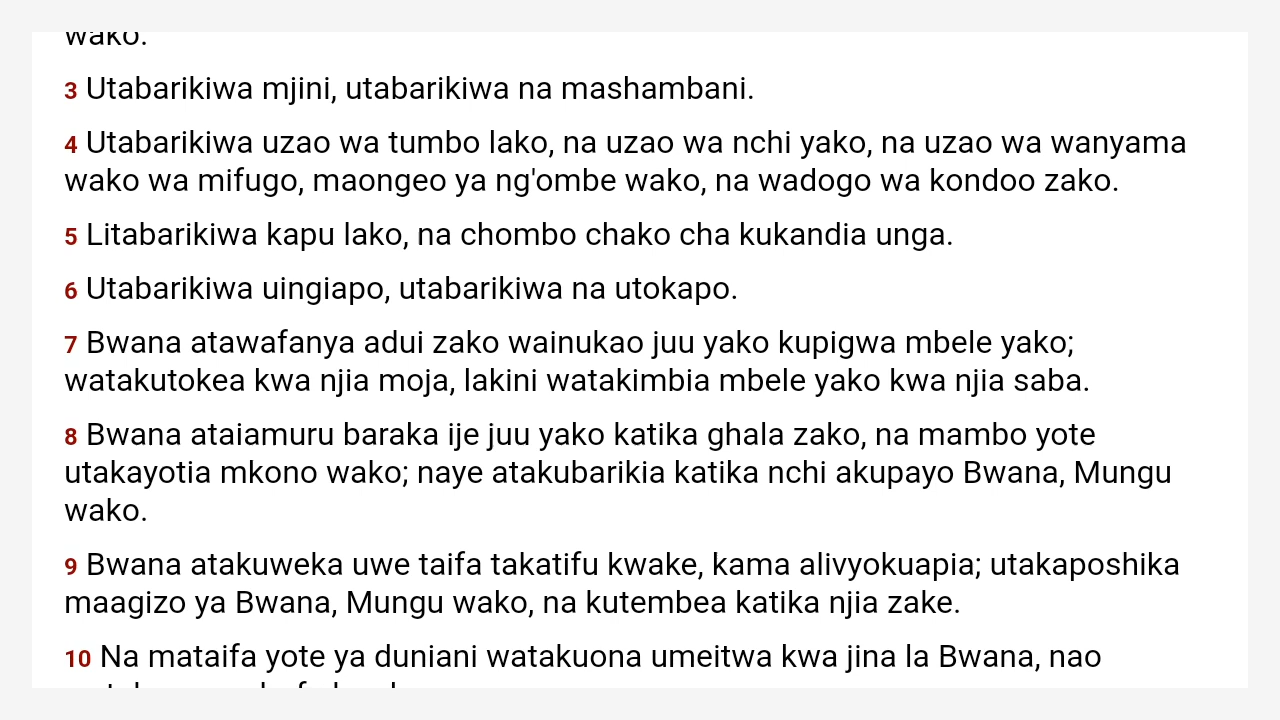 wako.
3 Utabarikiwa mjini, utabarikiwa na mashambani.
4 Utabarikiwa uzao wa tumbo lako, na uzao wa nchi yako, na uzao wa wanyama
wako wa mifugo, maongeo ya ng'ombe wako, na wadogo wa kondoo zako.
5 Litabarikiwa kapu lako, na chombo chako cha kukandia unga.
6 Utabarikiwa uingiapo, utabarikiwa na utokapo.
7 Bwana atawafanya adui zako wainukao juu yako kupigwa mbele yako;
watakutokea kwa njia moja, lakini watakimbia mbele yako kwa njia saba.
8 Bwana ataiamuru baraka ije juu yako katika ghala zako, na mambo yote
utakayotia mkono wako; naye atakubarikia katika nchi akupayo Bwana, Mungu
wako.
9 Bwana atakuweka uwe taifa takatifu kwake, kama alivyokuapia; utakaposhika
maagizo ya Bwana, Mungu wako, na kutembea katika njia zake.
10 Na mataifa yote ya duniani watakuona umeitwa kwa jina la Bwana, nao